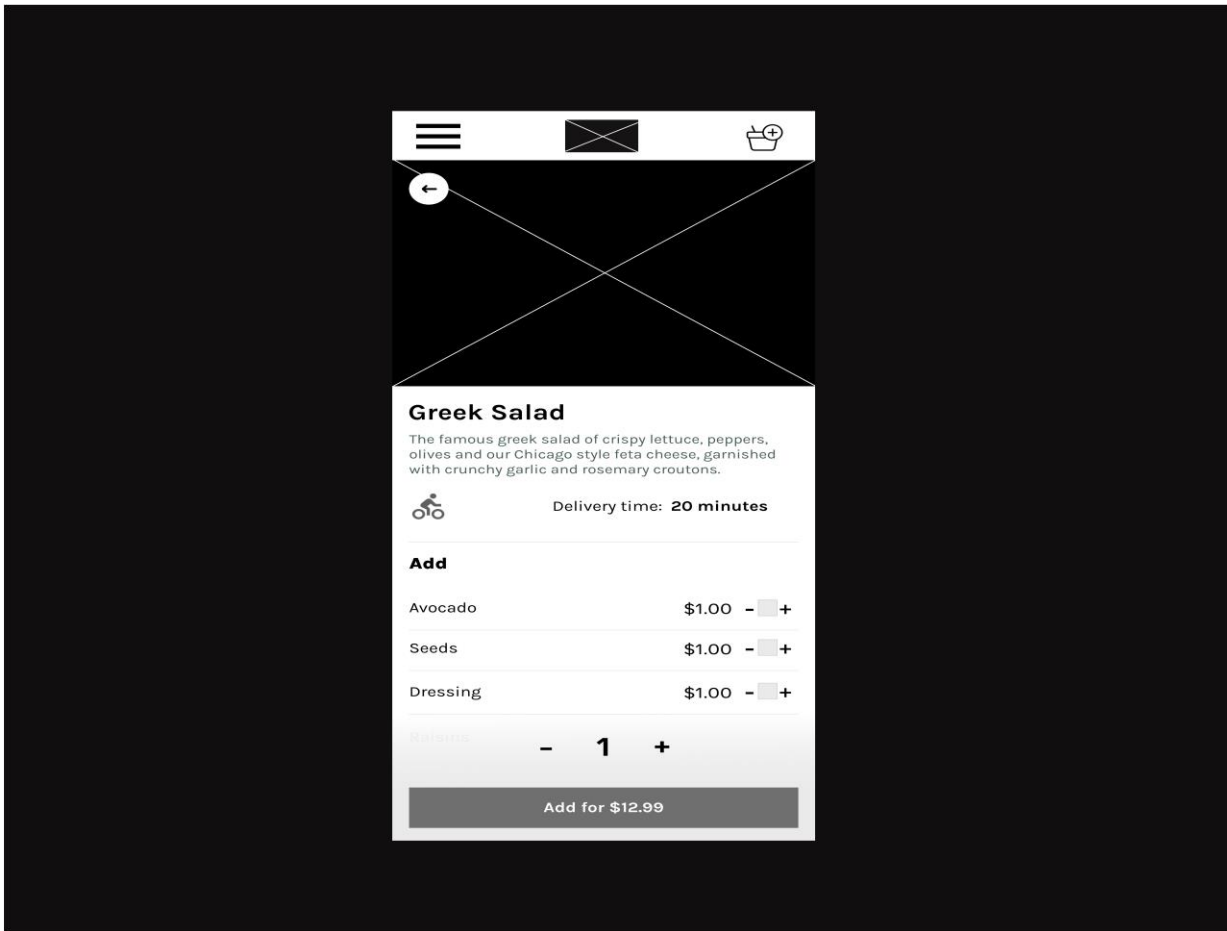 Greek Salad
The famous greek salad of crispy lettuce, peppers,
olives and our Chicago style feta cheese, garnished
with crunchy garlic and rosemary croutons.
Delivery time: 20 minutes
Add
Avocado $1.00 - +
Seeds $1.00 - +
Dressing $1.00 - +
- 1 +
Add for $12.99